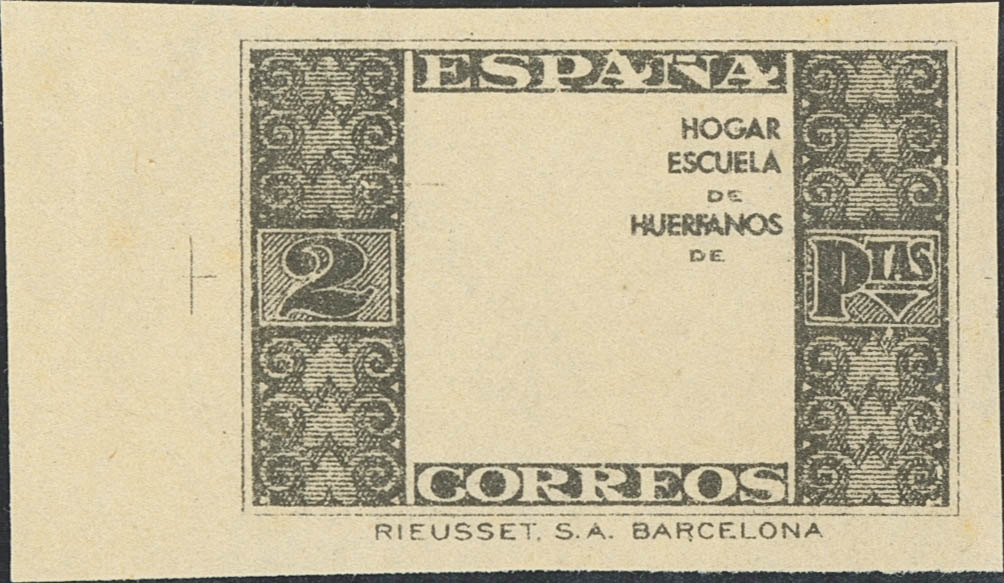 ESPAÑA
HOGAR
ESCUELA
DE
HUERFANOS
DE
2
PTAS
CORREOS
RIEUSSET. S.A. BARCELONA